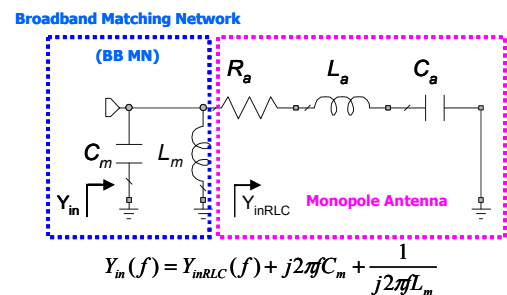 Broadband Matching Network
(BB MN)
Rₐ Lₐ Cₐ
Cₘ Lₘ
Yᵢₙ YᵢₙRLC Monopole Antenna
Yᵢₙ(f) = YᵢₙRLC(f) + j2πfCₘ + 1/(j2πfLₘ)